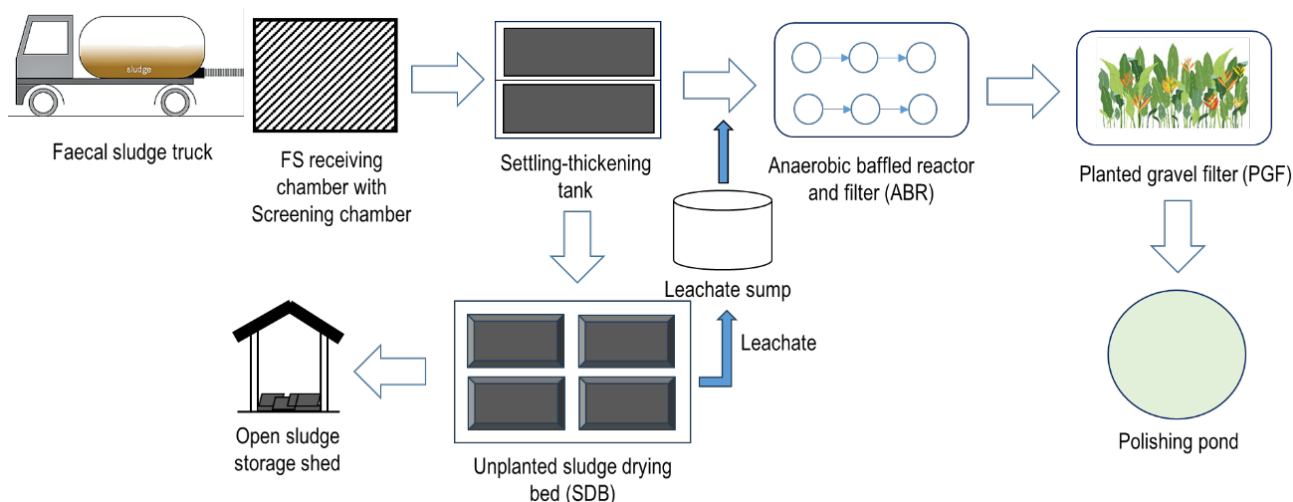 sludge
Faecal sludge truck
FS receiving
chamber with
Screening chamber
Settling-thickening
tank
Anaerobic baffled reactor
and filter (ABR)
Planted gravel filter (PGF)
Leachate sump
Leachate
Open sludge
storage shed
Unplanted sludge drying
bed (SDB)
Polishing pond